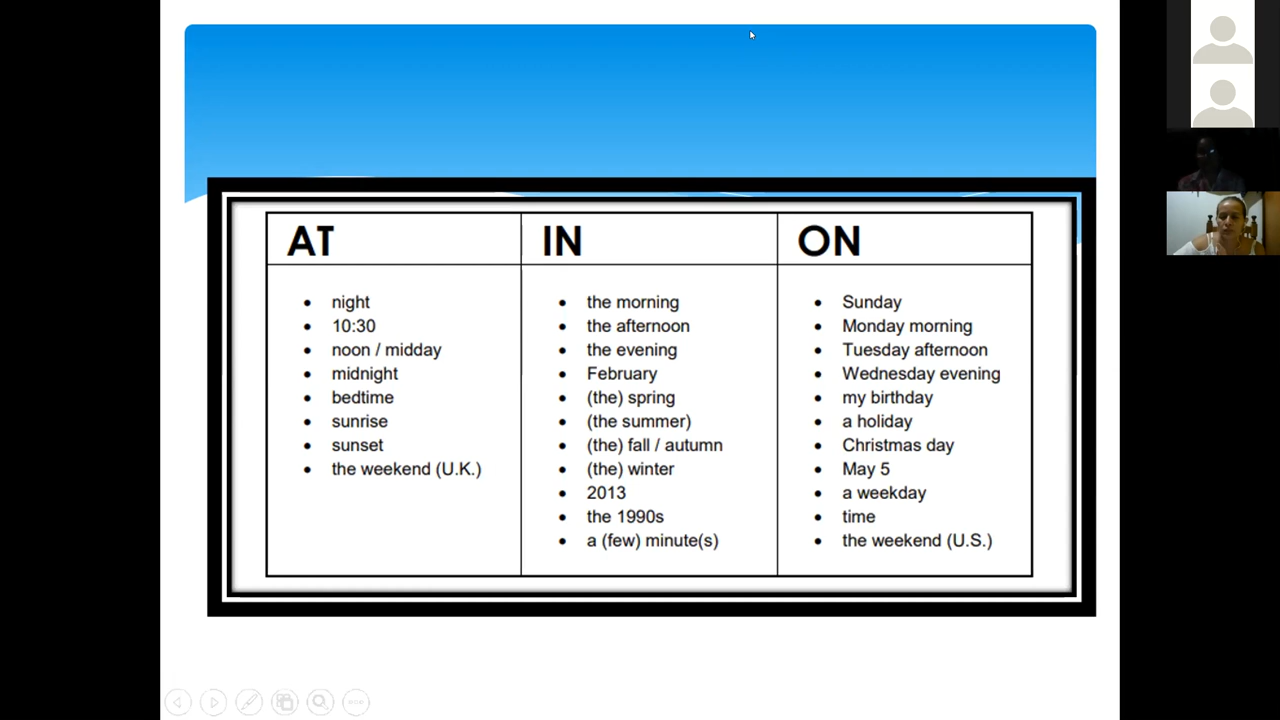 AT
night
10:30
noon / midday
midnight
bedtime
sunrise
sunset
the weekend (U.K.)
IN
the morning
the afternoon
the evening
February
(the) spring
(the summer)
(the) fall / autumn
(the) winter
2013
the 1990s
a (few) minute(s)
ON
Sunday
Monday morning
Tuesday afternoon
Wednesday evening
my birthday
a holiday
Christmas day
May 5
a weekday
time
the weekend (U.S.)